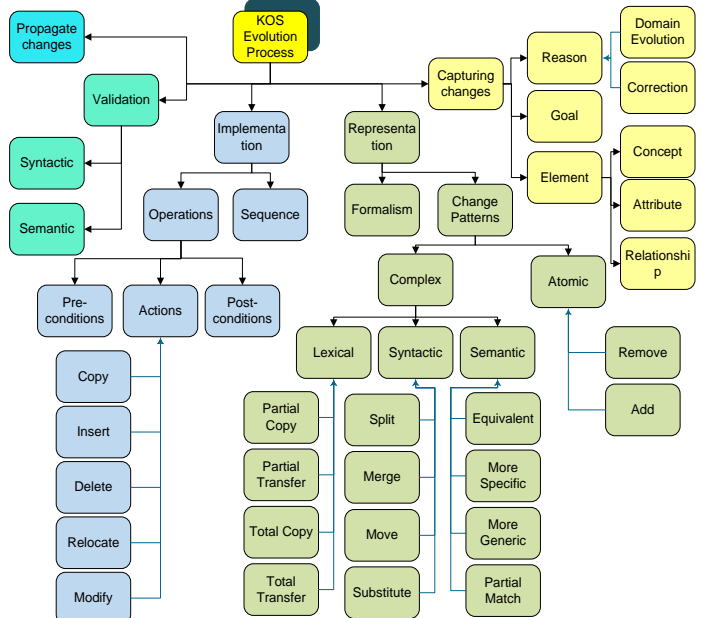 Propagate
changes
KOS
Evolution
Process
Domain
Evolution
Reason
Correction
Capturing
changes
Validation
Goal
Implementa
tion
Representa
tion
Concept
Syntactic
Element
Operations
Sequence
Formalism
Change
Patterns
Attribute
Semantic
Relationshi
p
Complex
Atomic
Pre-
conditions
Actions
Post-
conditions
Lexical
Syntactic
Semantic
Remove
Copy
Partial
Copy
Split
Equivalent
Add
Insert
Partial
Transfer
Merge
More
Specific
Delete
Total Copy
Move
More
Generic
Relocate
Total
Transfer
Substitute
Partial
Match
Modify